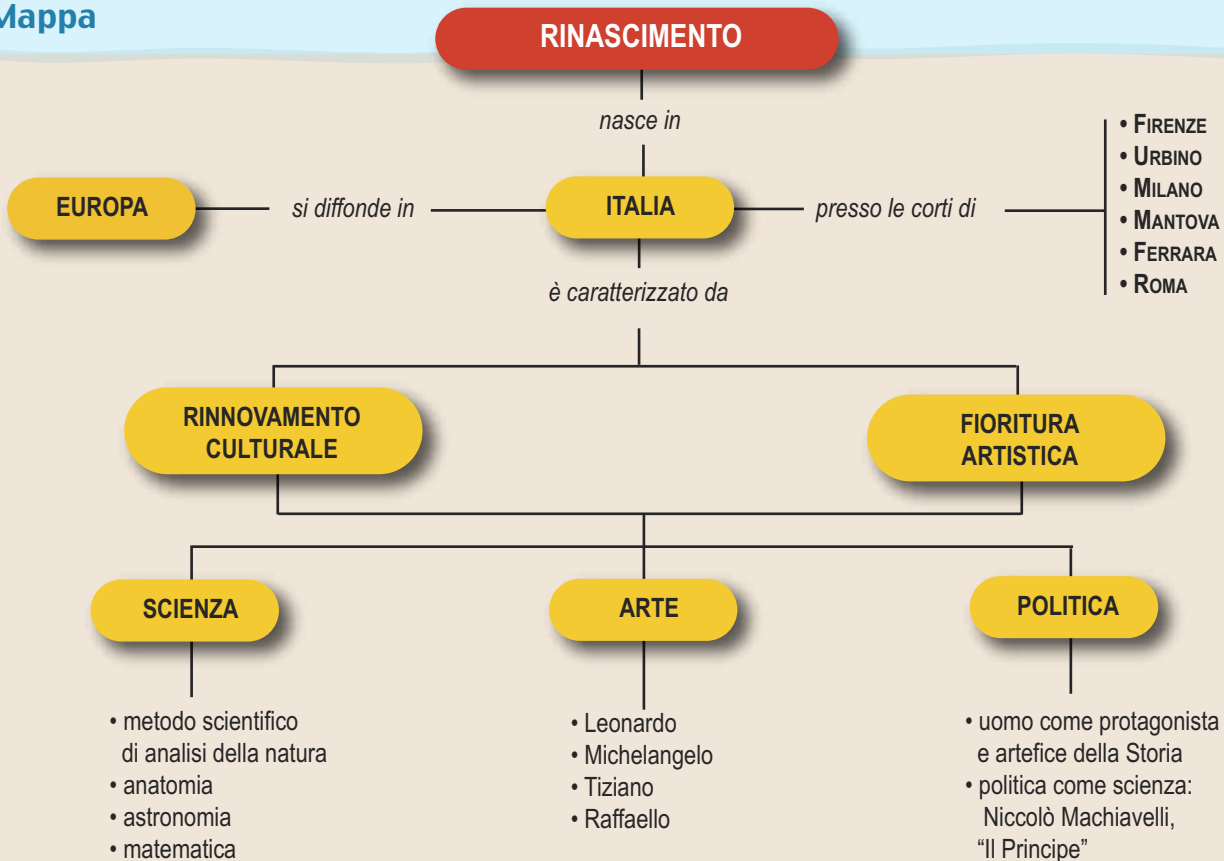 Mappa
RINASCIMENTO
nasce in
EUROPA
si diffonde in
ITALIA
presso le corti di
• FIRENZE
• URBINO
• MILANO
• MANTOVA
• FERRARA
• ROMA
è caratterizzato da
RINNOVAMENTO
CULTURALE
FIORITURA
ARTISTICA
SCIENZA
• metodo scientifico
di analisi della natura
• anatomia
• astronomia
• matematica
ARTE
• Leonardo
• Michelangelo
• Tiziano
• Raffaello
POLITICA
• uomo come protagonista
e artefice della Storia
• politica come scienza:
Niccolò Machiavelli,
“Il Principe”